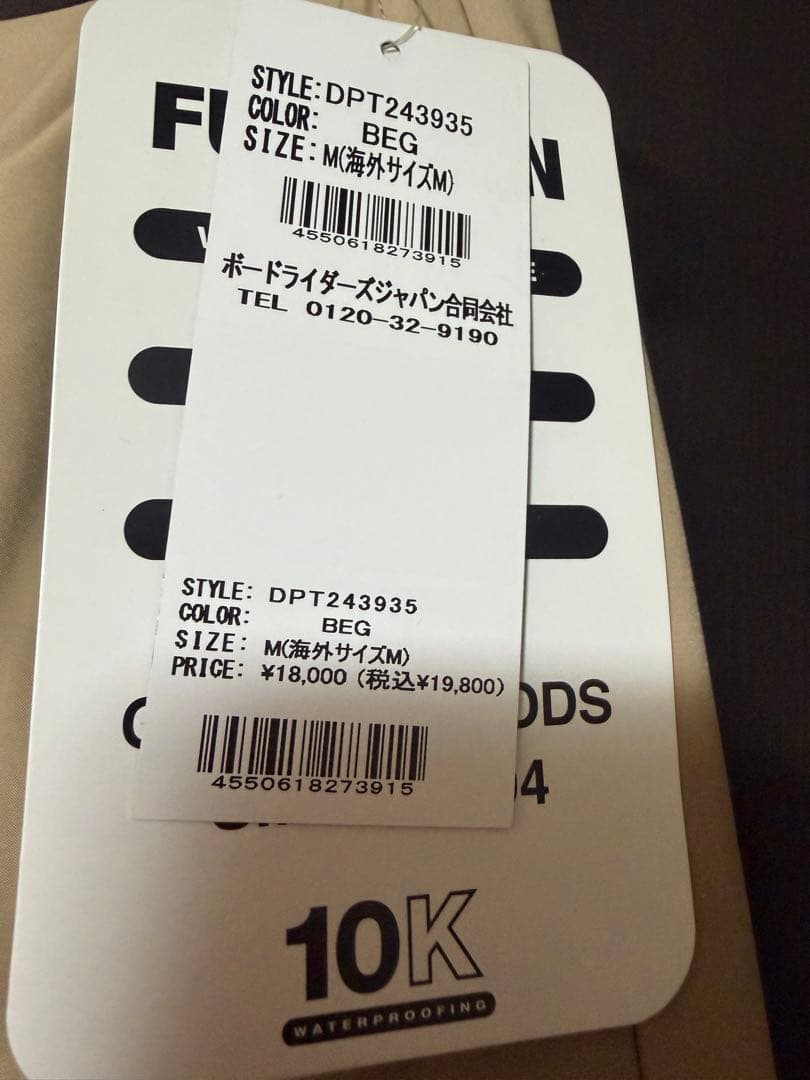 STYLE: DPT243935
COLOR: BEG
SIZE: M(海外サイズM)
4550618273915
ボードライダーズジャパン合同会社
TEL 0120-32-9190
STYLE: DPT243935
COLOR: BEG
SIZE: M(海外サイズM)
PRICE: ¥18,000 (税込¥19,800)
4550618273915
10K
WATERPROOFING